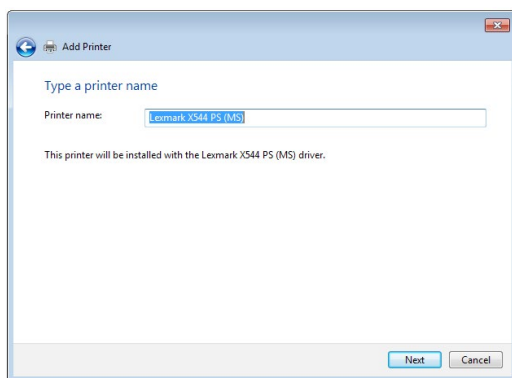 Add Printer
Type a printer name
Printer name: Lexmark X544 PS (MS)
This printer will be installed with the Lexmark X544 PS (MS) driver.
Next Cancel